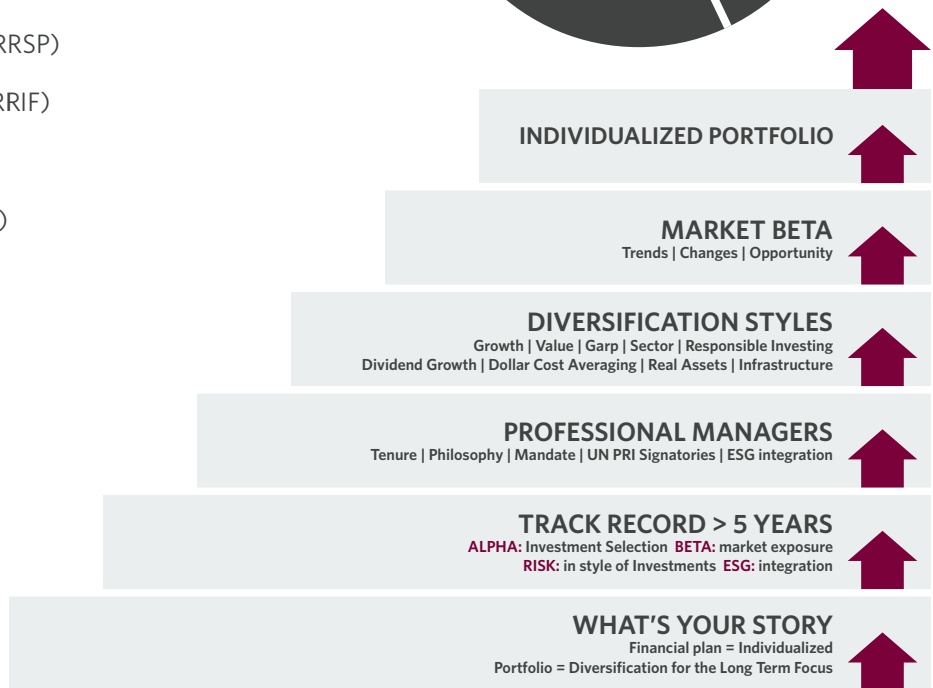 RRSP)
RRIF)
)
INDIVIDUALIZED PORTFOLIO
MARKET BETA
Trends | Changes | Opportunity
DIVERSIFICATION STYLES
Growth | Value | Garp | Sector | Responsible Investing
Dividend Growth | Dollar Cost Averaging | Real Assets | Infrastructure
PROFESSIONAL MANAGERS
Tenure | Philosophy | Mandate | UN PRI Signatories | ESG integration
TRACK RECORD > 5 YEARS
ALPHA: Investment Selection BETA: market exposure
RISK: in style of Investments ESG: integration
WHAT'S YOUR STORY
Financial plan = Individualized
Portfolio = Diversification for the Long Term Focus